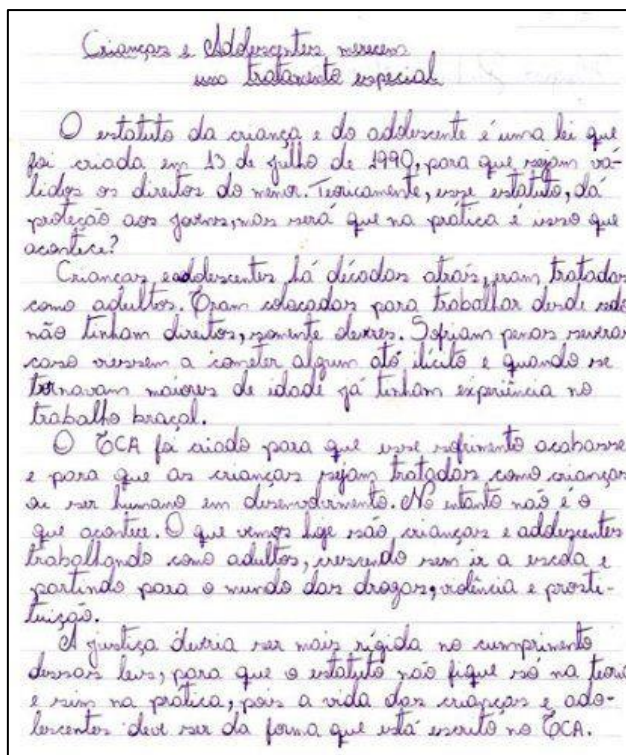 Crianças e Adolescentes merecem
uso tratamento especial
O estatuto da criança e do adolescente é uma lei que
foi criada em 13 de julho de 1990, para que sejam vá-
lidos os direitos do menor. Teoricamente, esse estatuto, dá
proteção aos jovens, mas será que na prática é isso que
acontece?
Crianças e adolescentes há décadas atrás, eram tratadas
como adultos. Eram colocadas para trabalhar desde cedo
não tinham direitos, somente deveres. Sofriam penas severas
caso viessem a cometer algum ato ilícito e quando se
tornavam maiores de idade já tinham experiência no
trabalho braçal.
O ECA foi criado para que esse sofrimento acabasse
e para que as crianças sejam tratadas como crianças
ou ser humano em desenvolvimento. No entanto não é o
que acontece. O que vemos hoje são crianças e adolescentes
trabalhando como adultos, crescendo sem ir a escola e
partindo para o mundo das drogas, violência e prosti-
tuição.
A justiça deveria ser mais rígida no cumprimento
dessas leis, para que o estatuto não fique só na teoria
e sim na prática, pois a vida das crianças e ado-
lescentes deve ser da forma que está escrito no ECA.